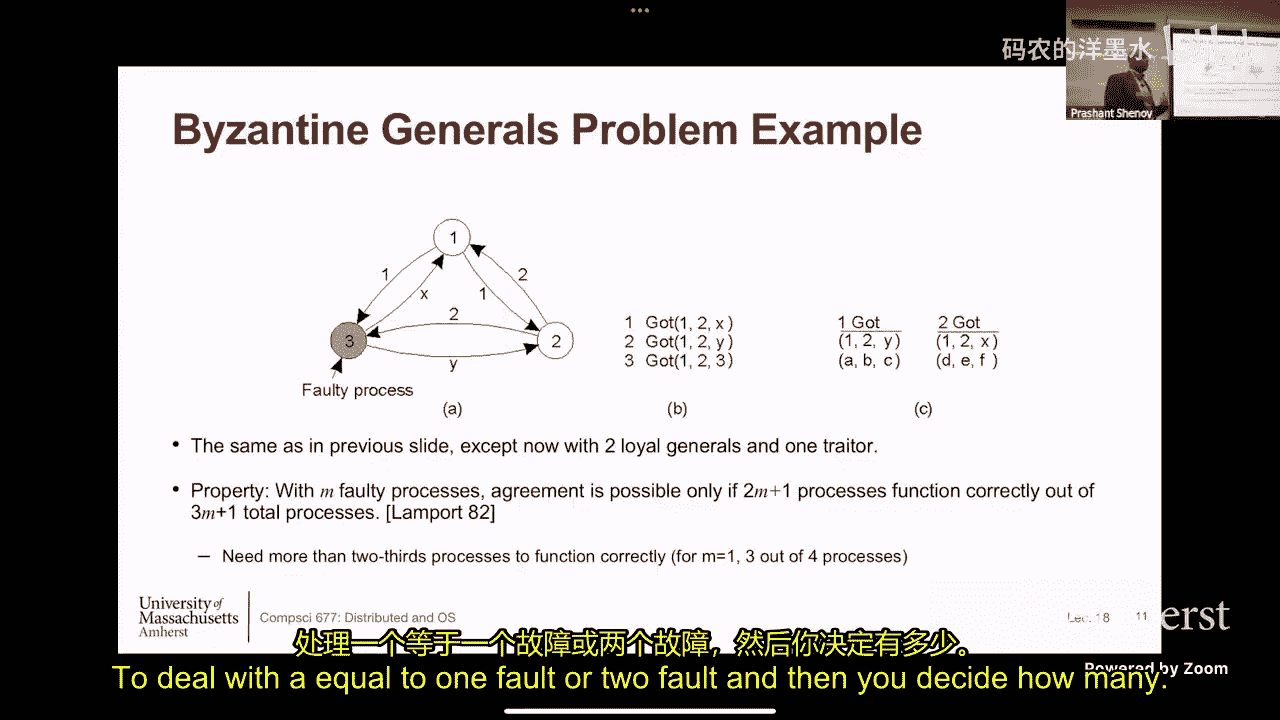 码农的洋墨水
Prashant Shenoy
Byzantine Generals Problem Example
1
1
x
1
2
2
3
2
y
Faulty process
(a)
1 Got(1, 2, x)
2 Got(1, 2, y)
3 Got(1, 2, 3)
(b)
1 Got 2 Got
(1, 2, y) (1, 2, x)
(a, b, c) (d, e, f)
(c)
• The same as in previous slide, except now with 2 loyal generals and one traitor.
• Property: With m faulty processes, agreement is possible only if 2m+1 processes function correctly out of
3m+1 total processes. [Lamport 82]
– Need more than two-thirds processes to function correctly (for m=1, 3 out of 4 processes)
University of
Massachusetts
Amherst
Compsci 677: Distributed and OS
Lec. 18 11
erst
处理一个等于一个故障或两个故障，然后你决定有多少。
Powered by Zoom
To deal with a equal to one fault or two fault and then you decide how many.